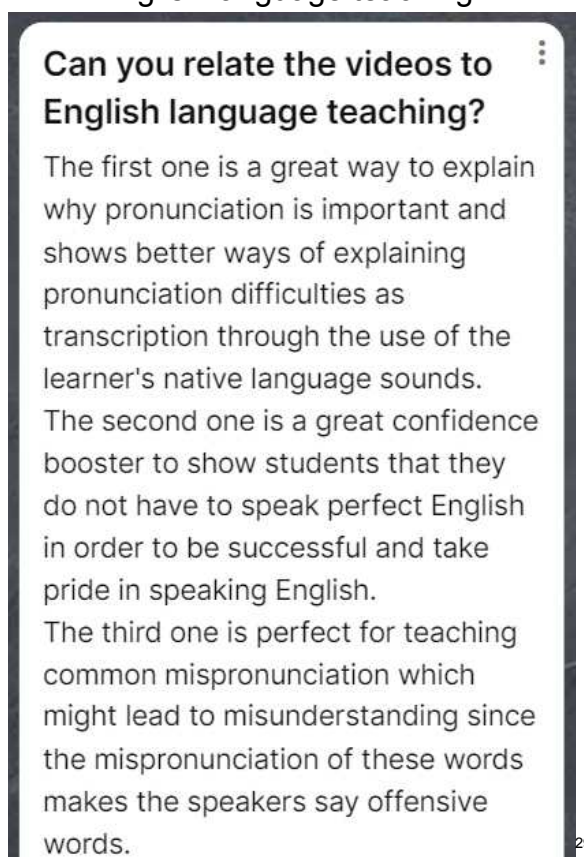 Can you relate the videos to
English language teaching?
The first one is a great way to explain
why pronunciation is important and
shows better ways of explaining
pronunciation difficulties as
transcription through the use of the
learner's native language sounds.
The second one is a great confidence
booster to show students that they
do not have to speak perfect English
in order to be successful and take
pride in speaking English.
The third one is perfect for teaching
common mispronunciation which
might lead to misunderstanding since
the mispronunciation of these words
makes the speakers say offensive
words.
2